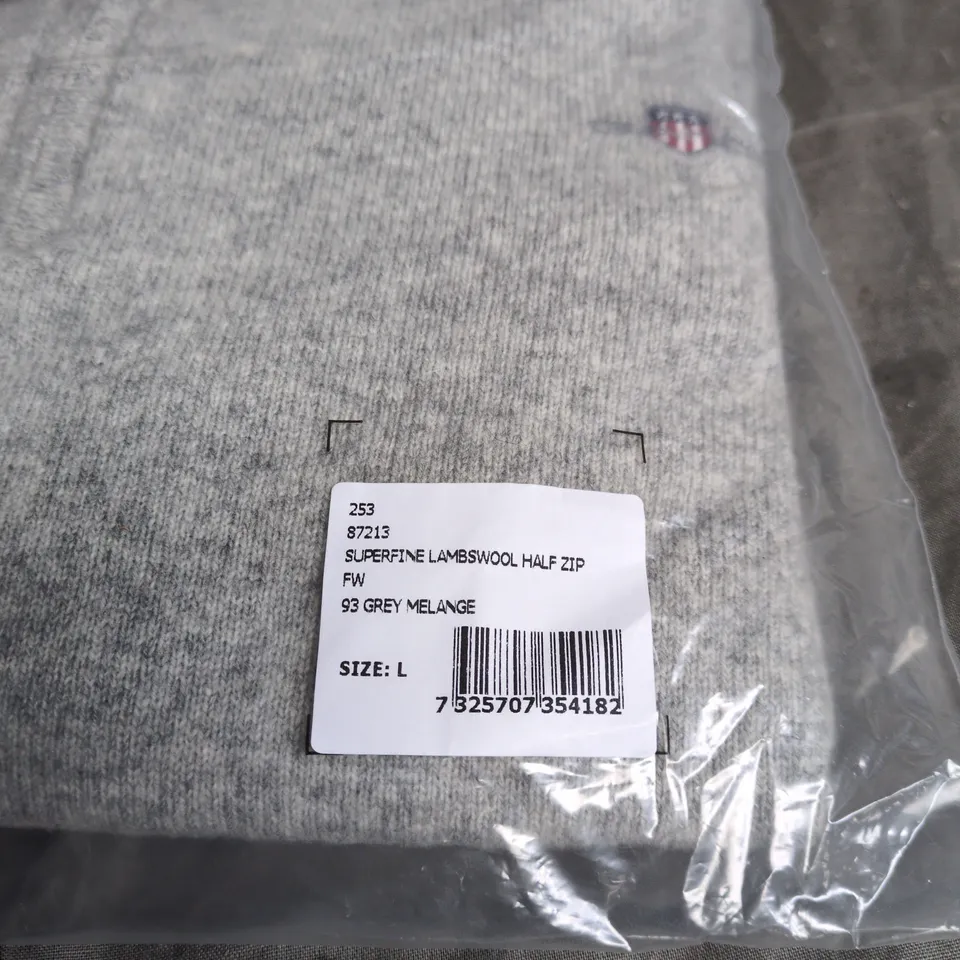 253
87213
SUPERFINE LAMBSWOOL HALF ZIP
FW
93 GREY MELANGE
SIZE: L
7 325707 354182